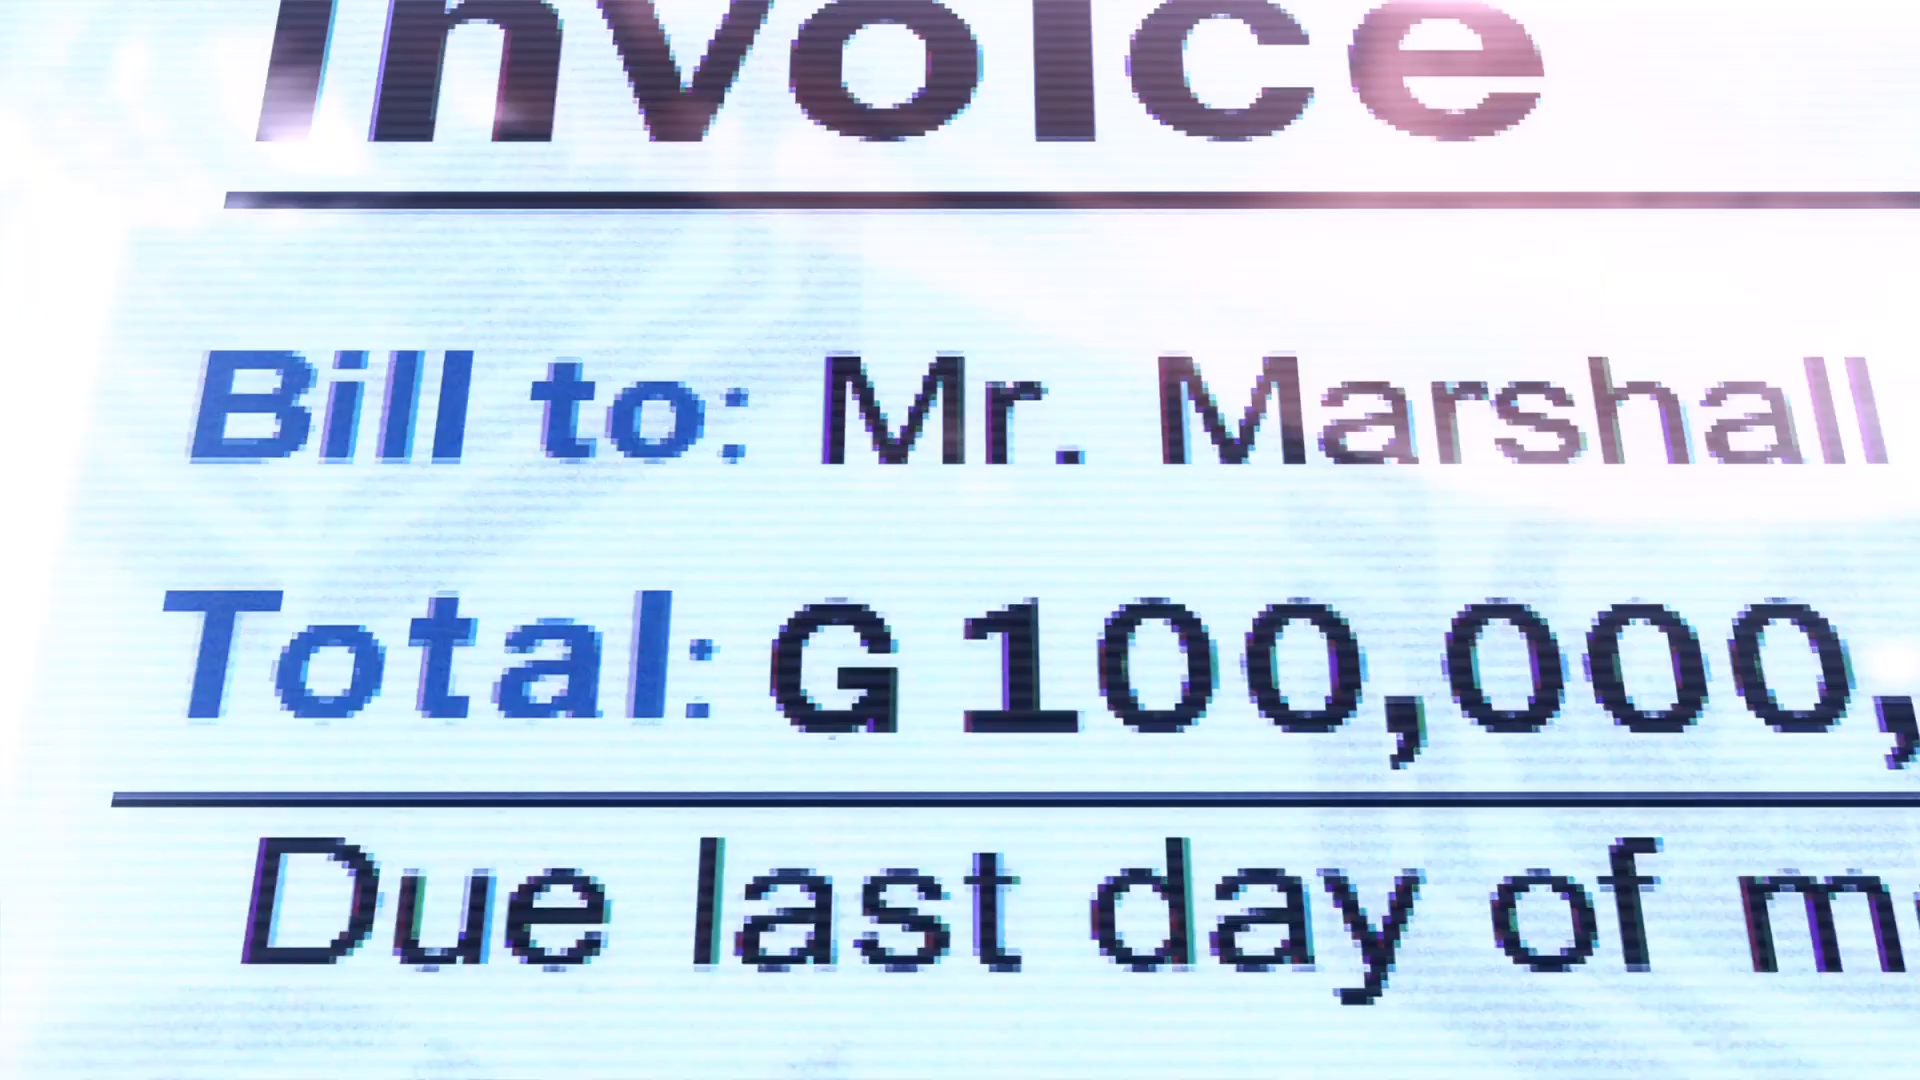 Invoice
Bill to: Mr. Marshall
Total: G 100,000,
Due last day of m